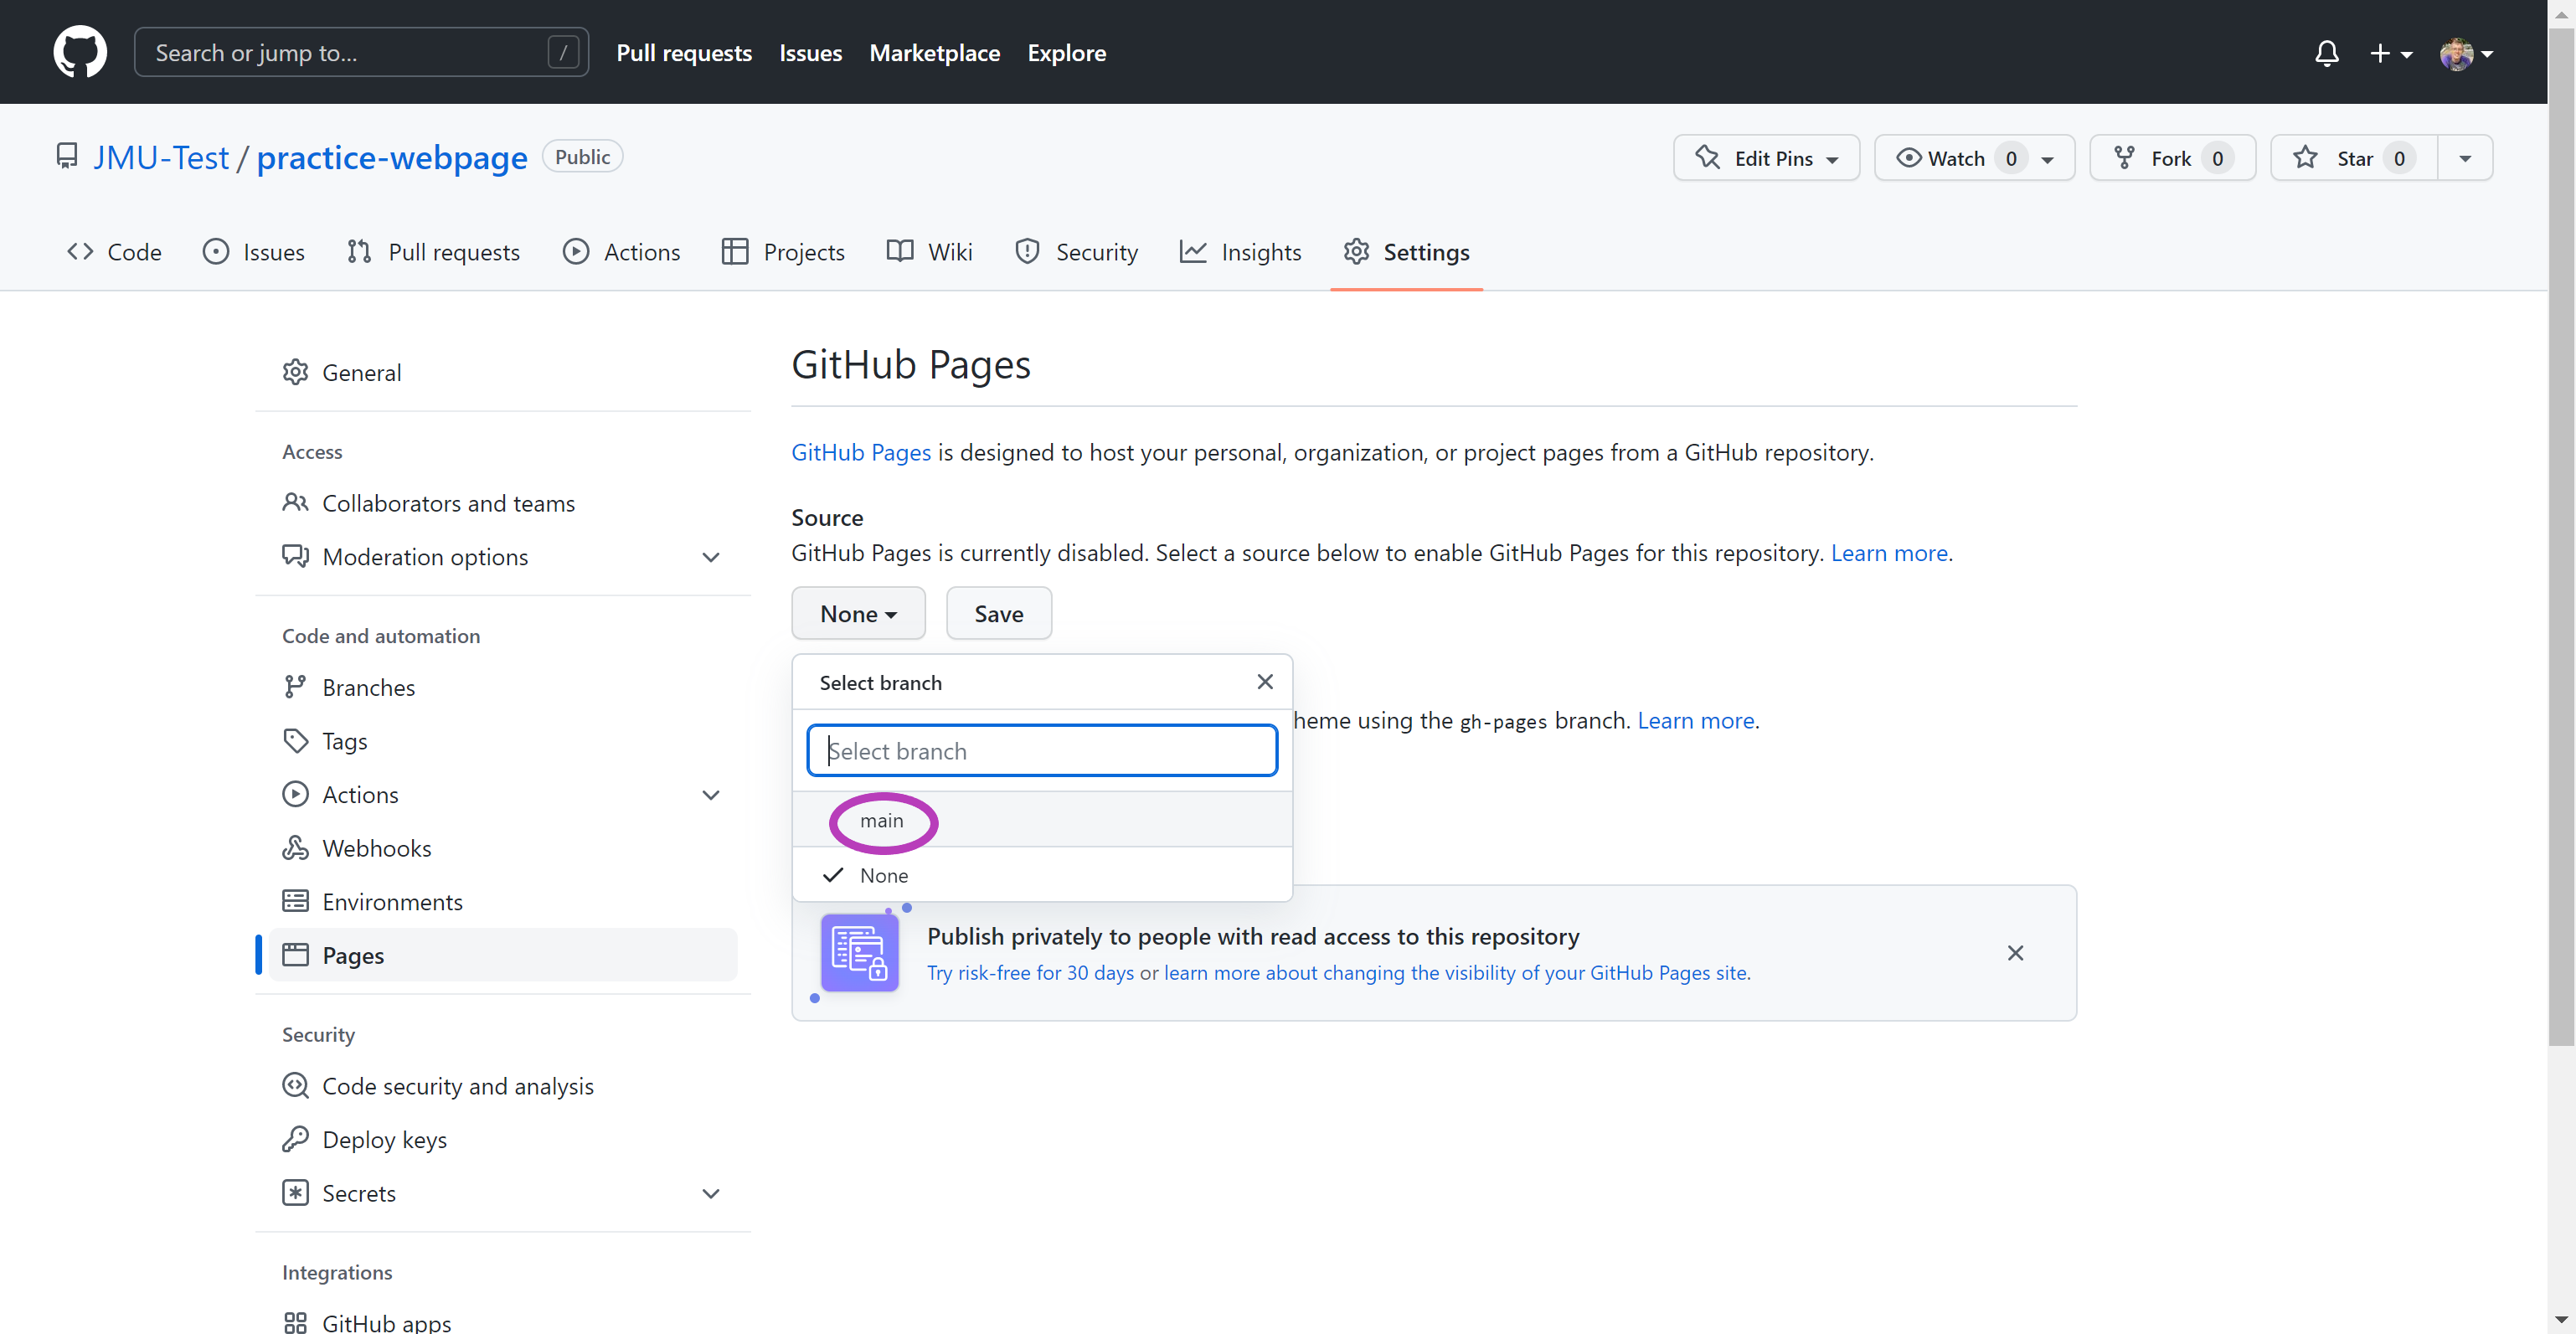 Search or jump to... / Pull requests Issues Marketplace Explore
JMU-Test / practice-webpage Public Edit Pins Watch 0 Fork 0 Star 0
Code Issues Pull requests Actions Projects Wiki Security Insights Settings
General
Access
Collaborators and teams
Moderation options
Code and automation
Branches
Tags
Actions
Webhooks
Environments
Pages
Security
Code security and analysis
Deploy keys
Secrets
Integrations
GitHub apps
GitHub Pages
GitHub Pages is designed to host your personal, organization, or project pages from a GitHub repository.
Source
GitHub Pages is currently disabled. Select a source below to enable GitHub Pages for this repository. Learn more.
None Save
Select branch
heme using the gh-pages branch. Learn more.
Select branch
main
None
Publish privately to people with read access to this repository
Try risk-free for 30 days or learn more about changing the visibility of your GitHub Pages site.